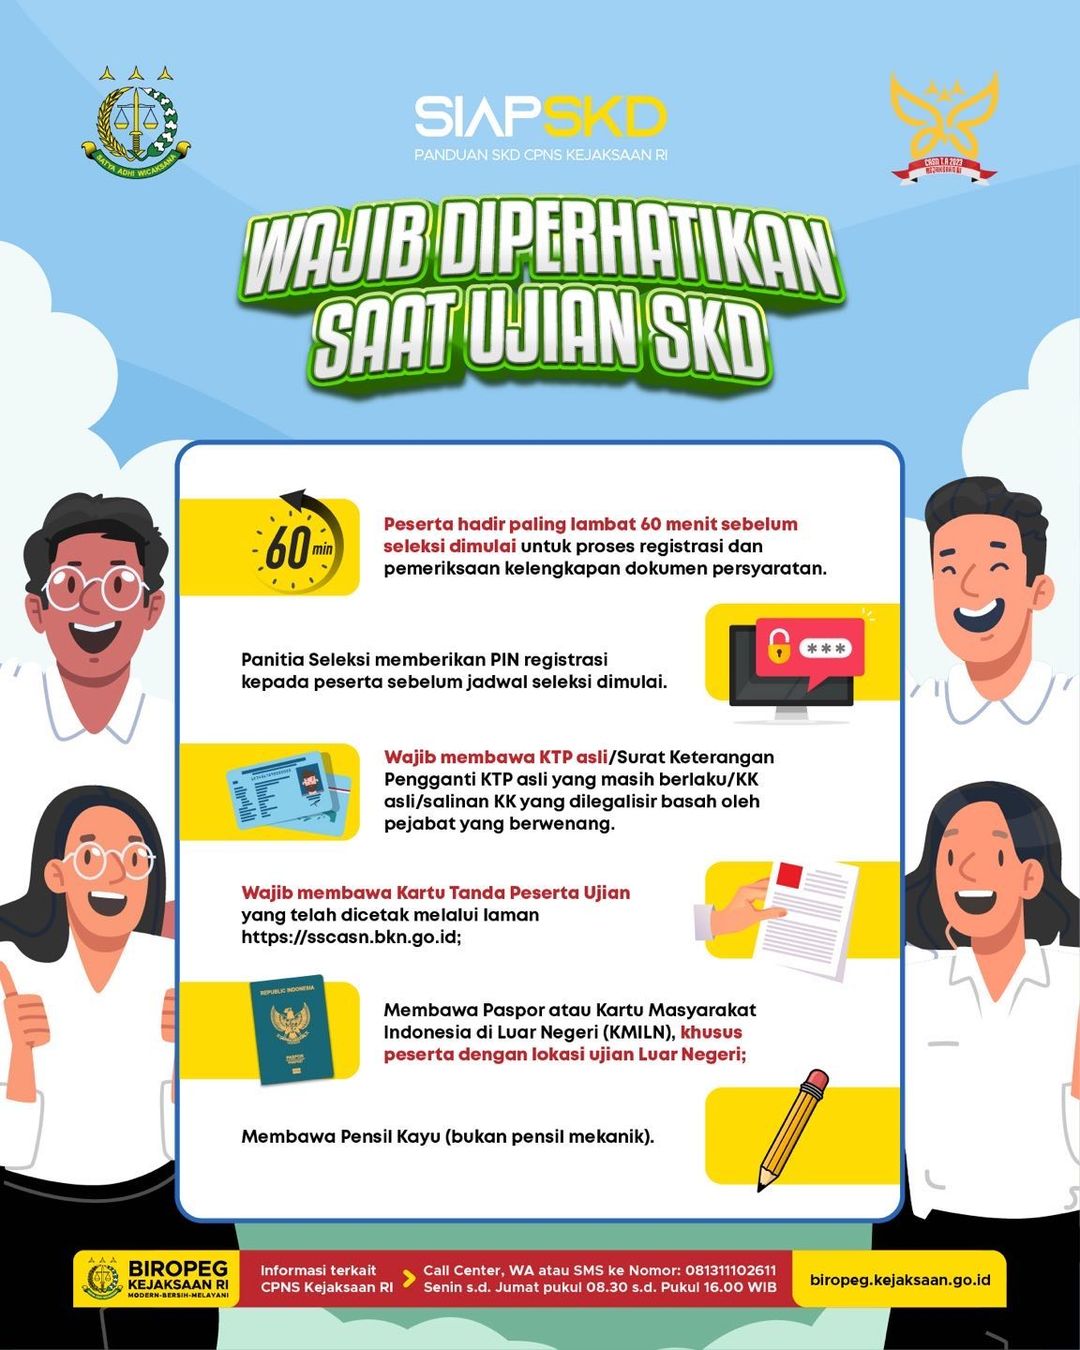 SATYA ADHI WICAKSANA
SIAPSKD
PANDUAN SKD CPNS KEJAKSAAN RI
CASN T.A 2023
KEJAKSAAN RI
WAJIB DIPERHATIKAN
SAAT UJIAN SKD
60 min
Peserta hadir paling lambat 60 menit sebelum
seleksi dimulai untuk proses registrasi dan
pemeriksaan kelengkapan dokumen persyaratan.
Panitia Seleksi memberikan PIN registrasi
kepada peserta sebelum jadwal seleksi dimulai.
***
Wajib membawa KTP asli/Surat Keterangan
Pengganti KTP asli yang masih berlaku/KK
asli/salinan KK yang dilegalisir basah oleh
pejabat yang berwenang.
Wajib membawa Kartu Tanda Peserta Ujian
yang telah dicetak melalui laman
https://sscasn.bkn.go.id;
REPUBLIC INDONESIA
PASPOR
Membawa Paspor atau Kartu Masyarakat
Indonesia di Luar Negeri (KMILN), khusus
peserta dengan lokasi ujian Luar Negeri;
Membawa Pensil Kayu (bukan pensil mekanik).
BIROPEG
KEJAKSAAN RI
MODERN-BERSIH-MELAYANI
Informasi terkait
CPNS Kejaksaan RI
Call Center, WA atau SMS ke Nomor: 081311102611
Senin s.d. Jumat pukul 08.30 s.d. Pukul 16.00 WIB
biropeg.kejaksaan.go.id